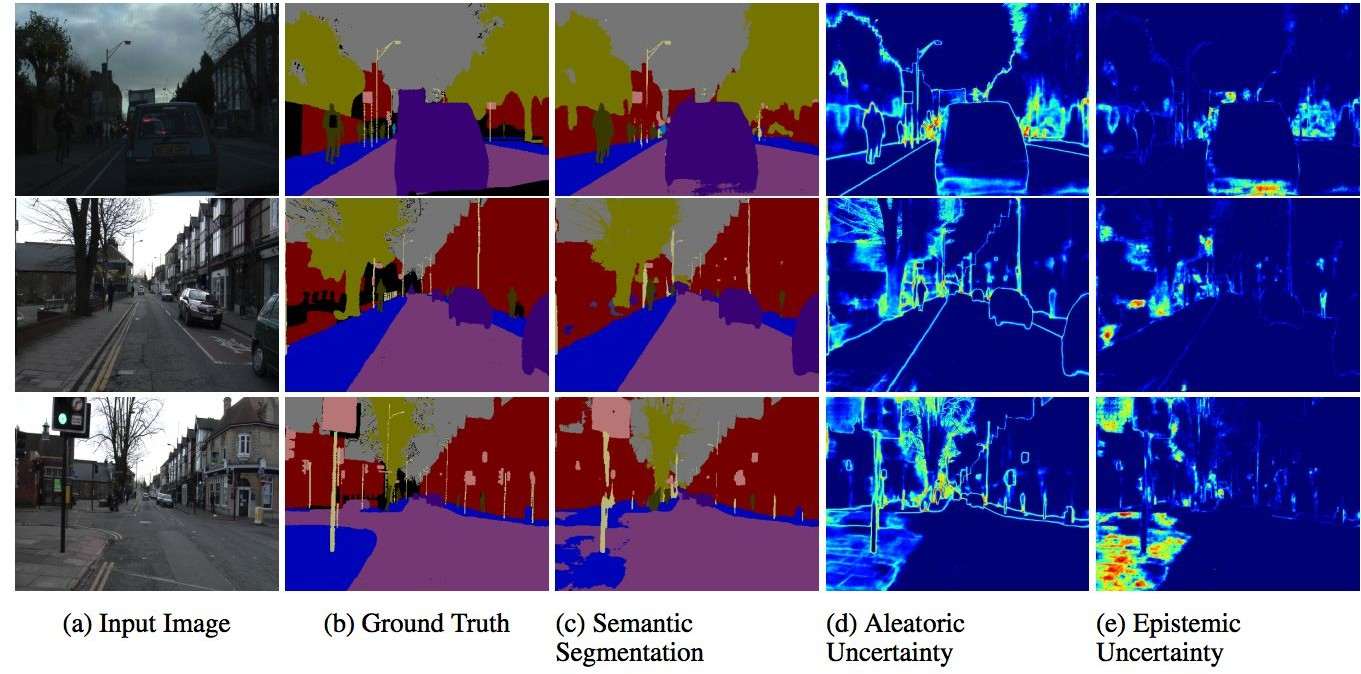 (a) Input Image
(b) Ground Truth
(c) Semantic
Segmentation
(d) Aleatoric
Uncertainty
(e) Epistemic
Uncertainty